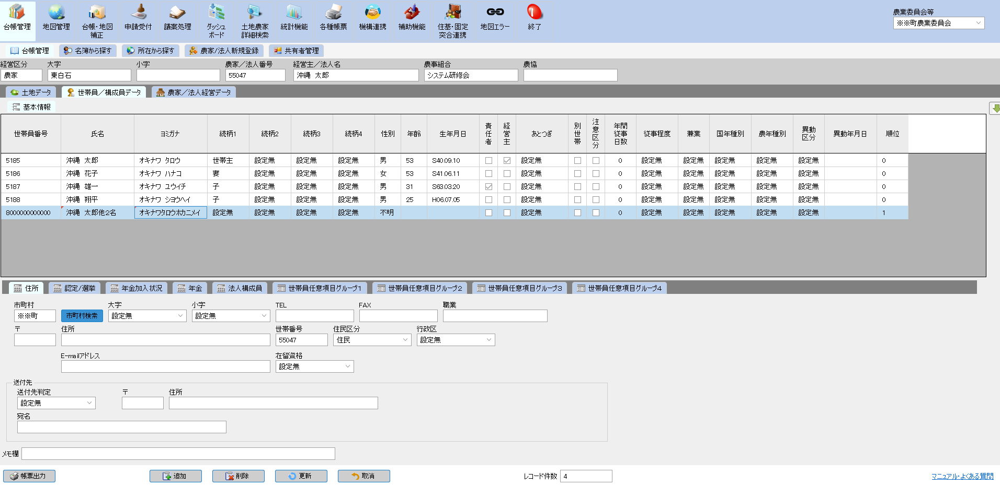 台帳管理 地図管理 台帳・地図補正 申請受付 議案処理 ダッシュボード 土地農家詳細検索 統計機能 各種帳票 機構連携 補助機能 住基・固定突合連携 地図エラー 終了
農業委員会等
※※町農業委員会
台帳管理 名簿から探す 所在から探す 農家/法人新規登録 共有者管理
経営区分 大字 小字 農家／法人番号 経営主／法人名 農事組合 農協
農家 東白石 55047 沖縄 太郎 システム研修会
土地データ 世帯員／構成員データ 農家／法人経営データ
基本情報
世帯員番号 氏名 ヨミガナ 続柄1 続柄2 続柄3 続柄4 性別 年齢 生年月日 責任者 経営主 あとつぎ 別世帯 注意区分 年間従事日数 従事程度 兼業 国年種別 農年種別 異動区分 異動年月日 順位
5185 沖縄 太郎 オキナワ タロウ 世帯主 設定無 設定無 設定無 男 53 S40.09.10 設定無 0 設定無 設定無 設定無 設定無 設定無 0
5186 沖縄 花子 オキナワ ハナコ 妻 設定無 設定無 設定無 女 53 S41.06.11 設定無 0 設定無 設定無 設定無 設定無 設定無 0
5187 沖縄 雄一 オキナワ ユウイチ 子 設定無 設定無 設定無 男 31 S63.03.20 設定無 0 設定無 設定無 設定無 設定無 設定無 0
5188 沖縄 翔平 オキナワ ショウヘイ 子 設定無 設定無 設定無 男 25 H06.07.05 設定無 0 設定無 設定無 設定無 設定無 設定無 0
8000000000000 沖縄 太郎他2名 オキナワタロウホカニメイ 設定無 設定無 設定無 設定無 不明 設定無 0 設定無 設定無 設定無 設定無 設定無 1
住所 認定/選挙 年金加入状況 年金 法人構成員 世帯員任意項目グループ1 世帯員任意項目グループ2 世帯員任意項目グループ3 世帯員任意項目グループ4
市町村 大字 小字 TEL FAX 職業
※※町 市町村検索 設定無 設定無
〒 住所 世帯番号 住民区分 行政区
55047 住民 設定無
E-mailアドレス 在留資格
設定無
送付先
送付先判定 〒 住所
設定無
宛名
メモ欄
帳票出力 追加 削除 更新 取消 レコード件数 4 マニュアル・よくある質問